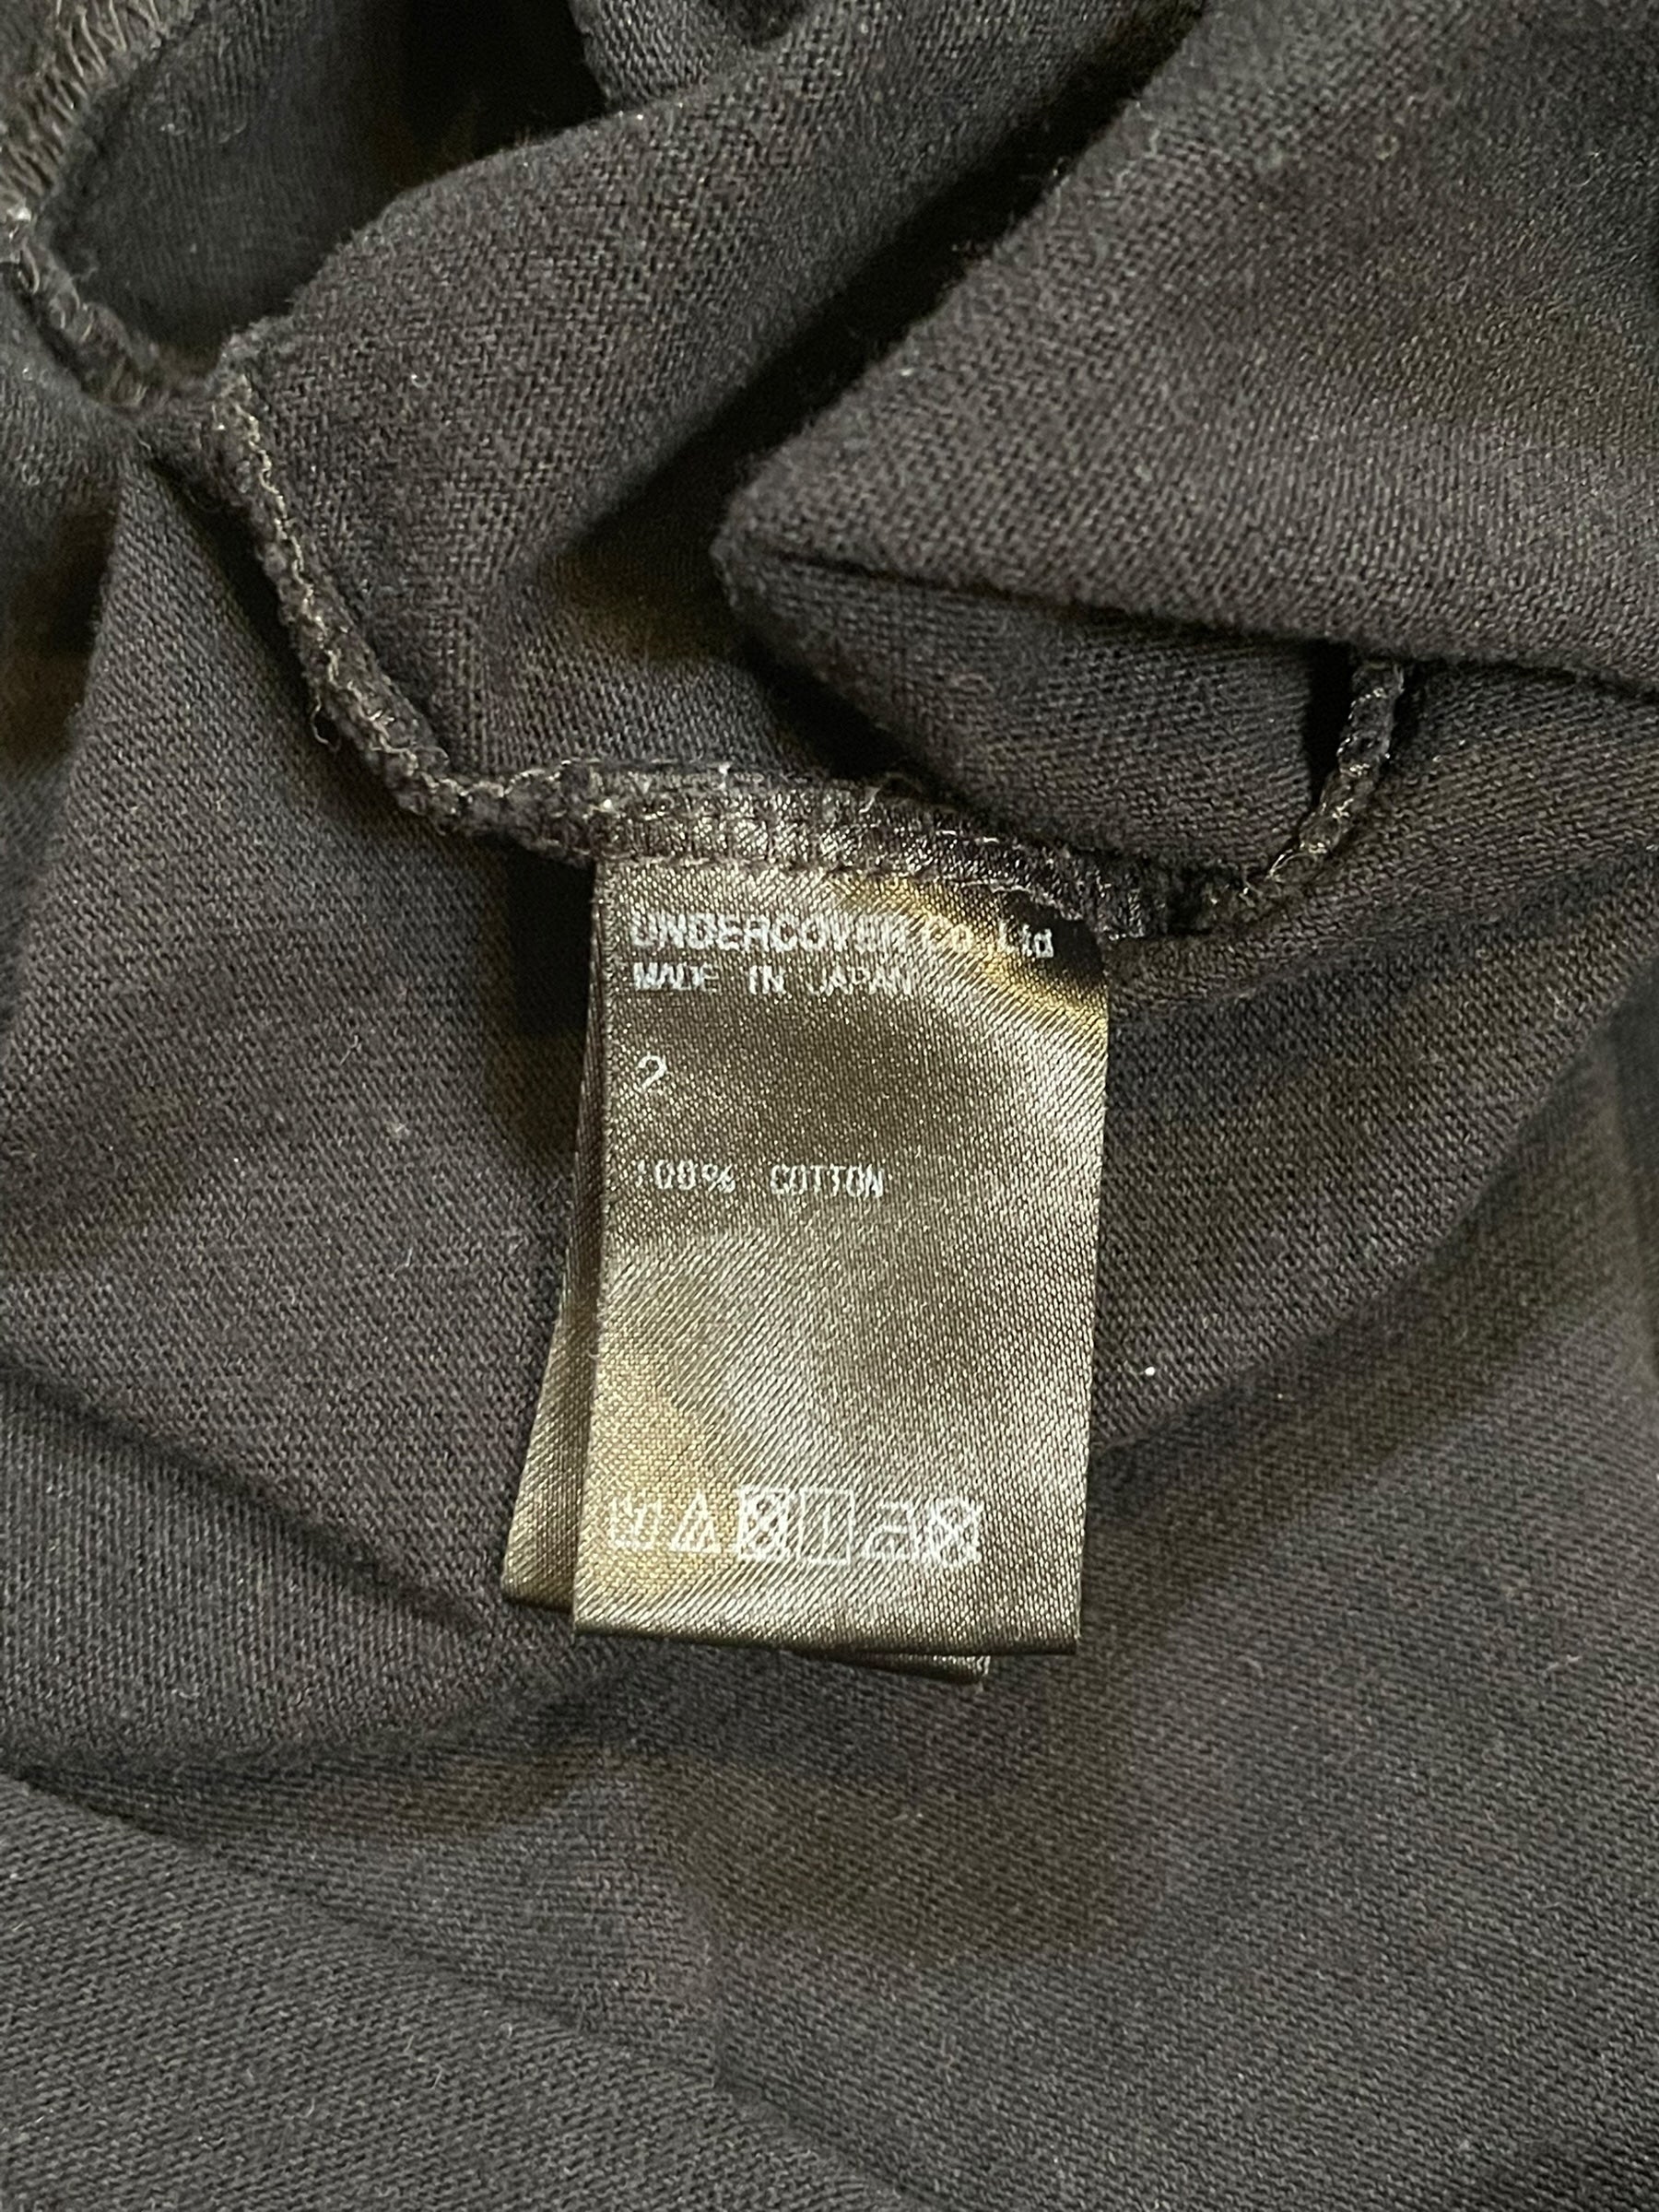 UNDERCOVER Co., Ltd
MADE IN JAPAN
2
100% COTTON